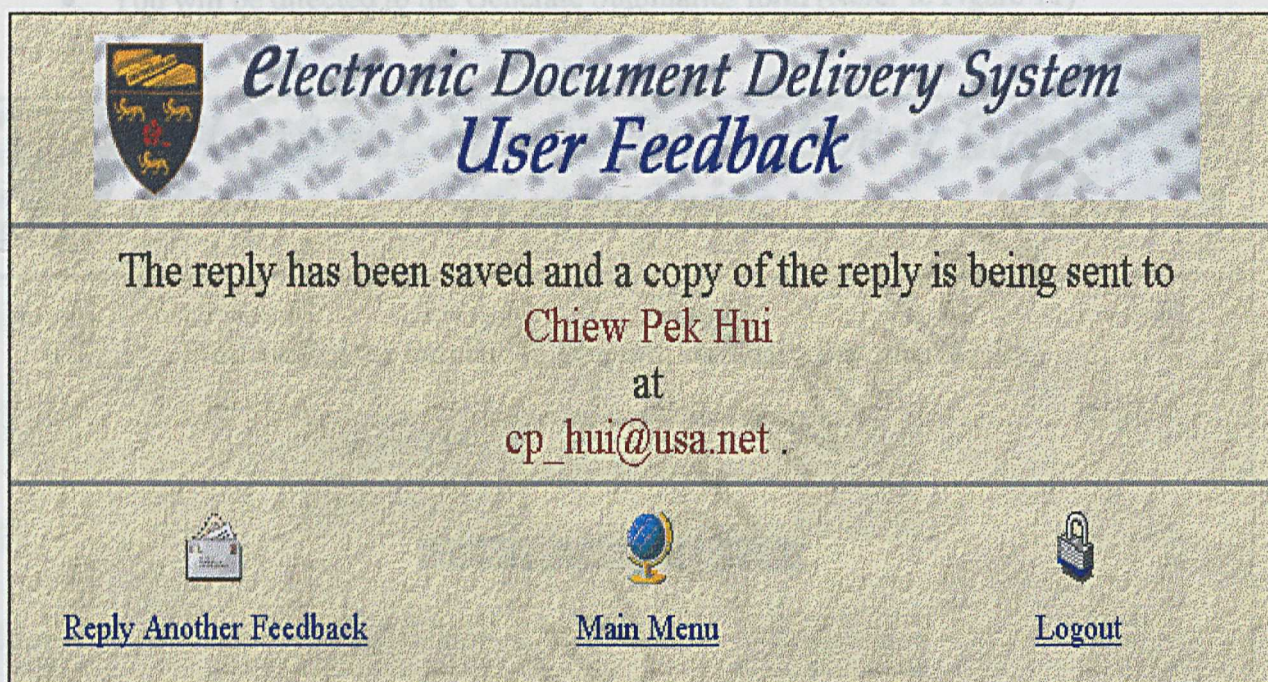 Electronic Document Delivery System
User Feedback
The reply has been saved and a copy of the reply is being sent to
Chiew Pek Hui
at
cp_hui@usa.net .
Reply Another Feedback
Main Menu
Logout